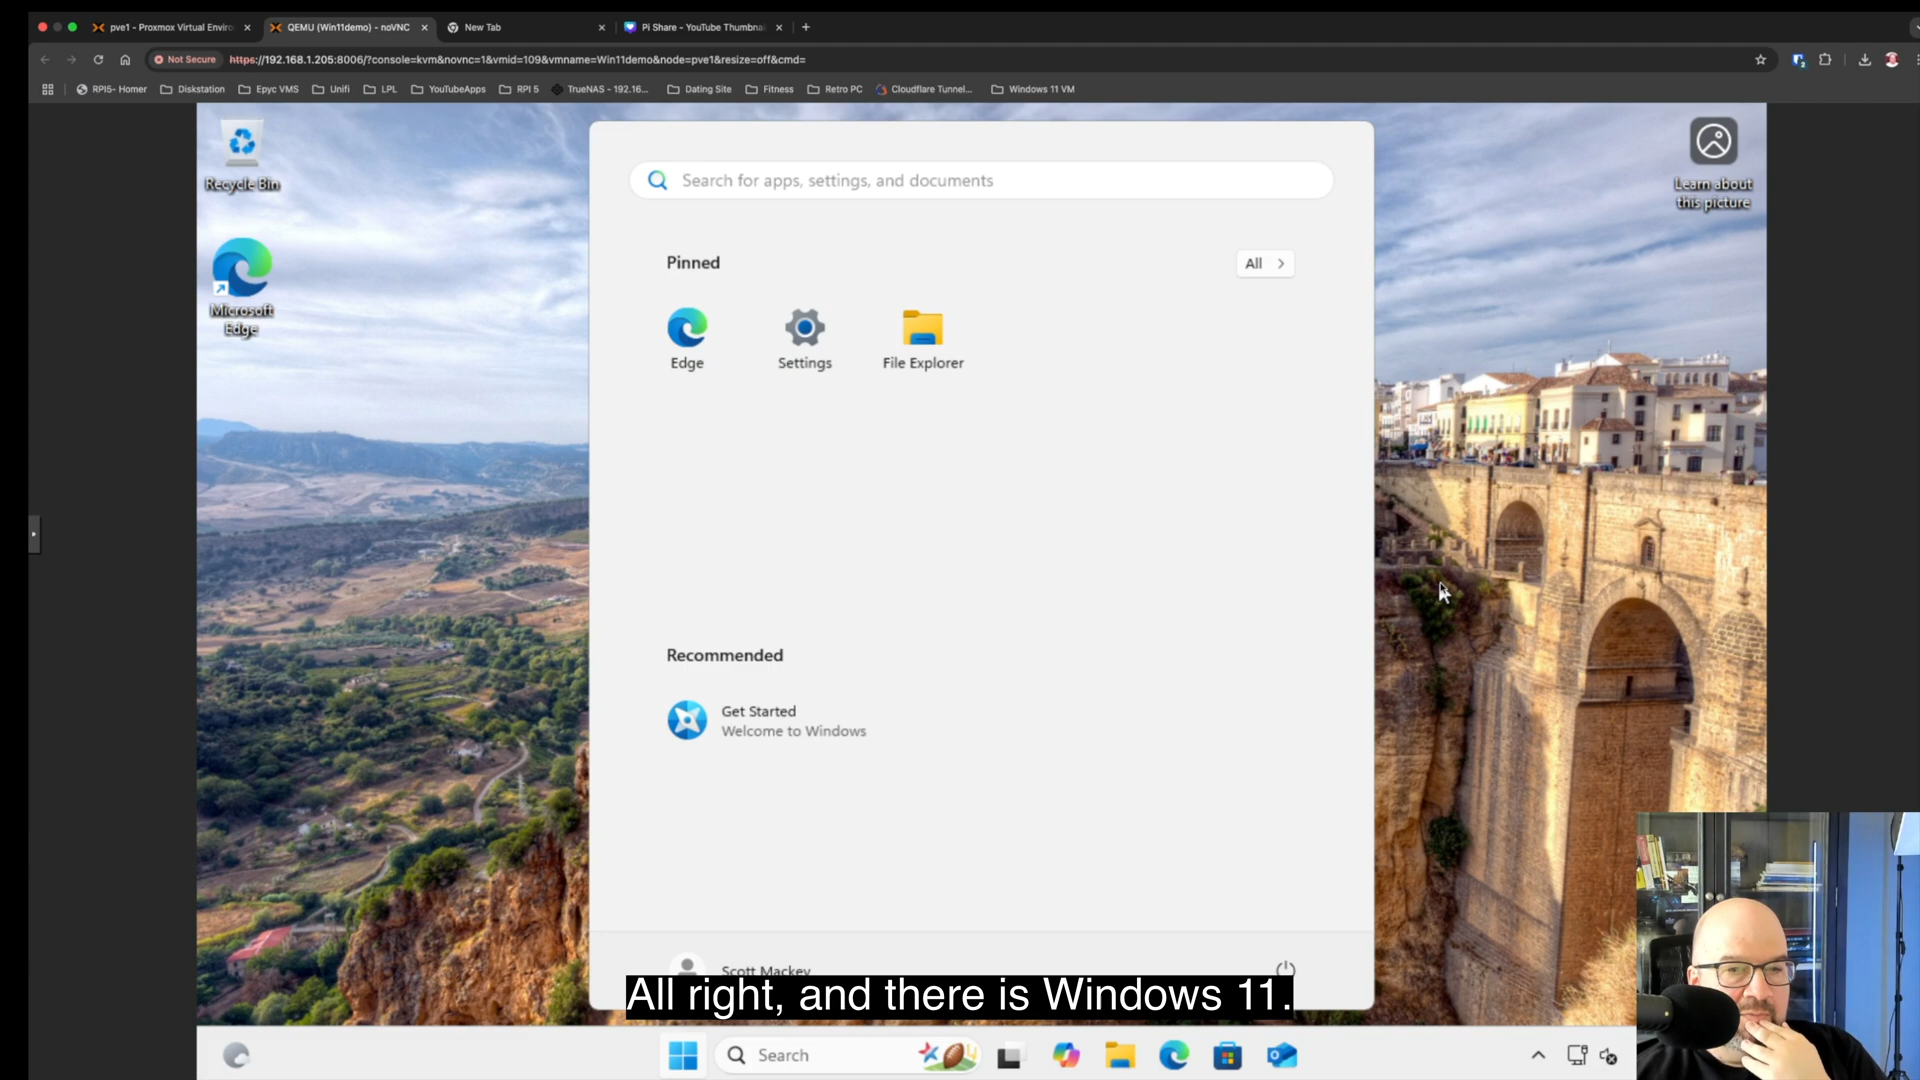 pve1 - Proxmox Virtual Enviro
QEMU (Win11demo) - noVNC
New Tab
Pi Share - YouTube Thumbnai
Not Secure
https://192.168.1.205:8006/?console=kvm&novnc=1&vmid=109&vmname=Win11demo&node=pve1&resize=off&cmd=
RPI5- Homer
Diskstation
Epyc VMS
Unifi
LPL
YouTubeApps
RPI 5
TrueNAS - 192.16...
Dating Site
Fitness
Retro PC
Cloudflare Tunnel...
Windows 11 VM
Recycle Bin
Microsoft
Edge
Learn about
this picture
Search for apps, settings, and documents
Pinned
All
Edge
Settings
File Explorer
Recommended
Get Started
Welcome to Windows
Scott Mackey
All right, and there is Windows 11.
Search